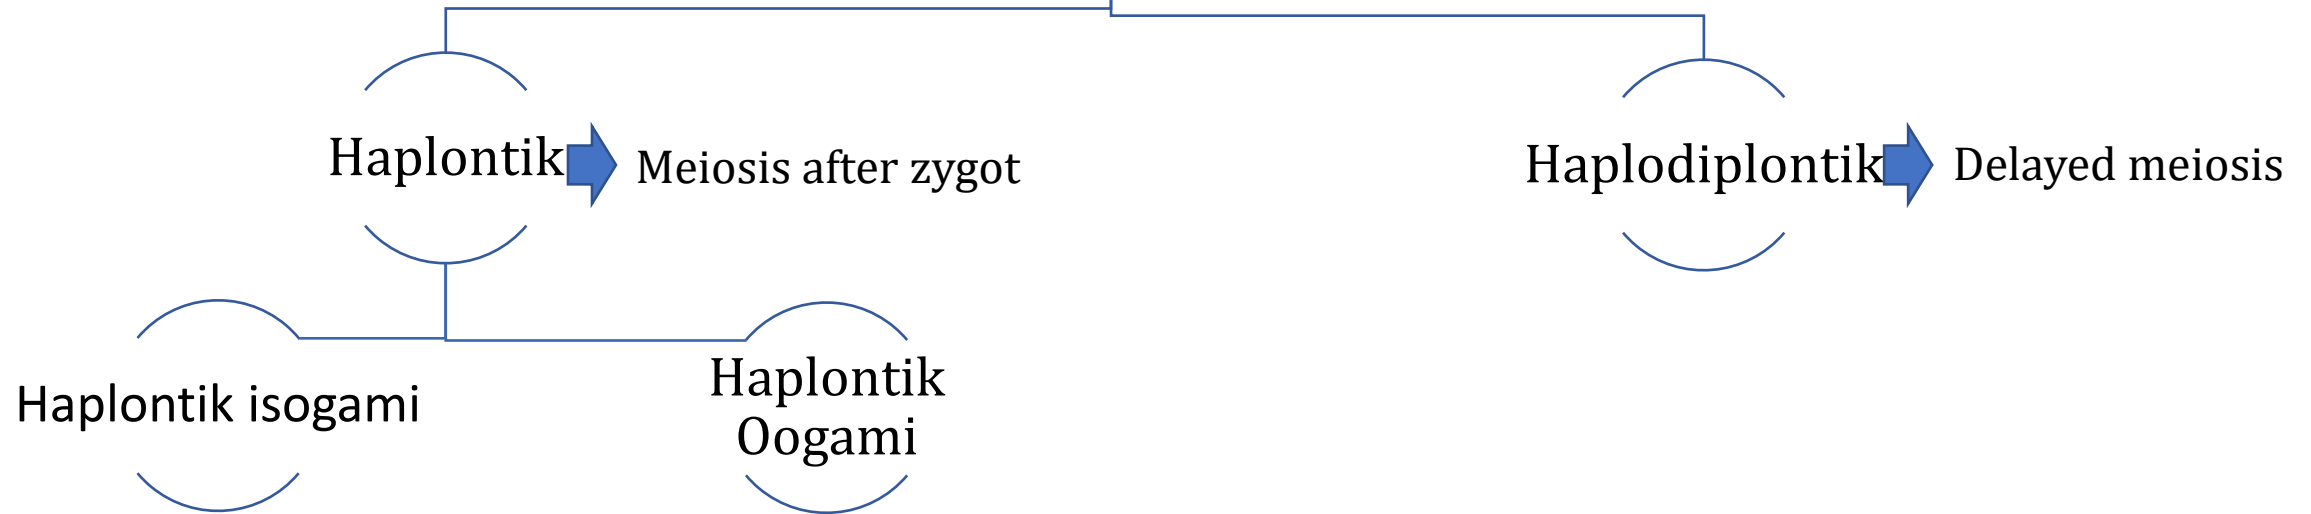 Haplontik
Meiosis after zygot
Haplodiplontik
Delayed meiosis
Haplontik isogami
Haplontik
Oogami